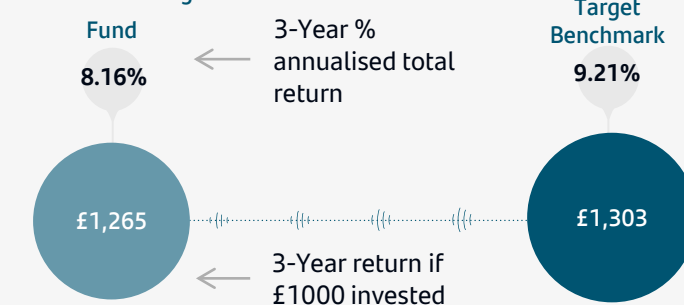 Fund
8.16%
3-Year %
annualised total
return
Target
Benchmark
9.21%
£1,265
£1,303
3-Year return if
£1000 invested